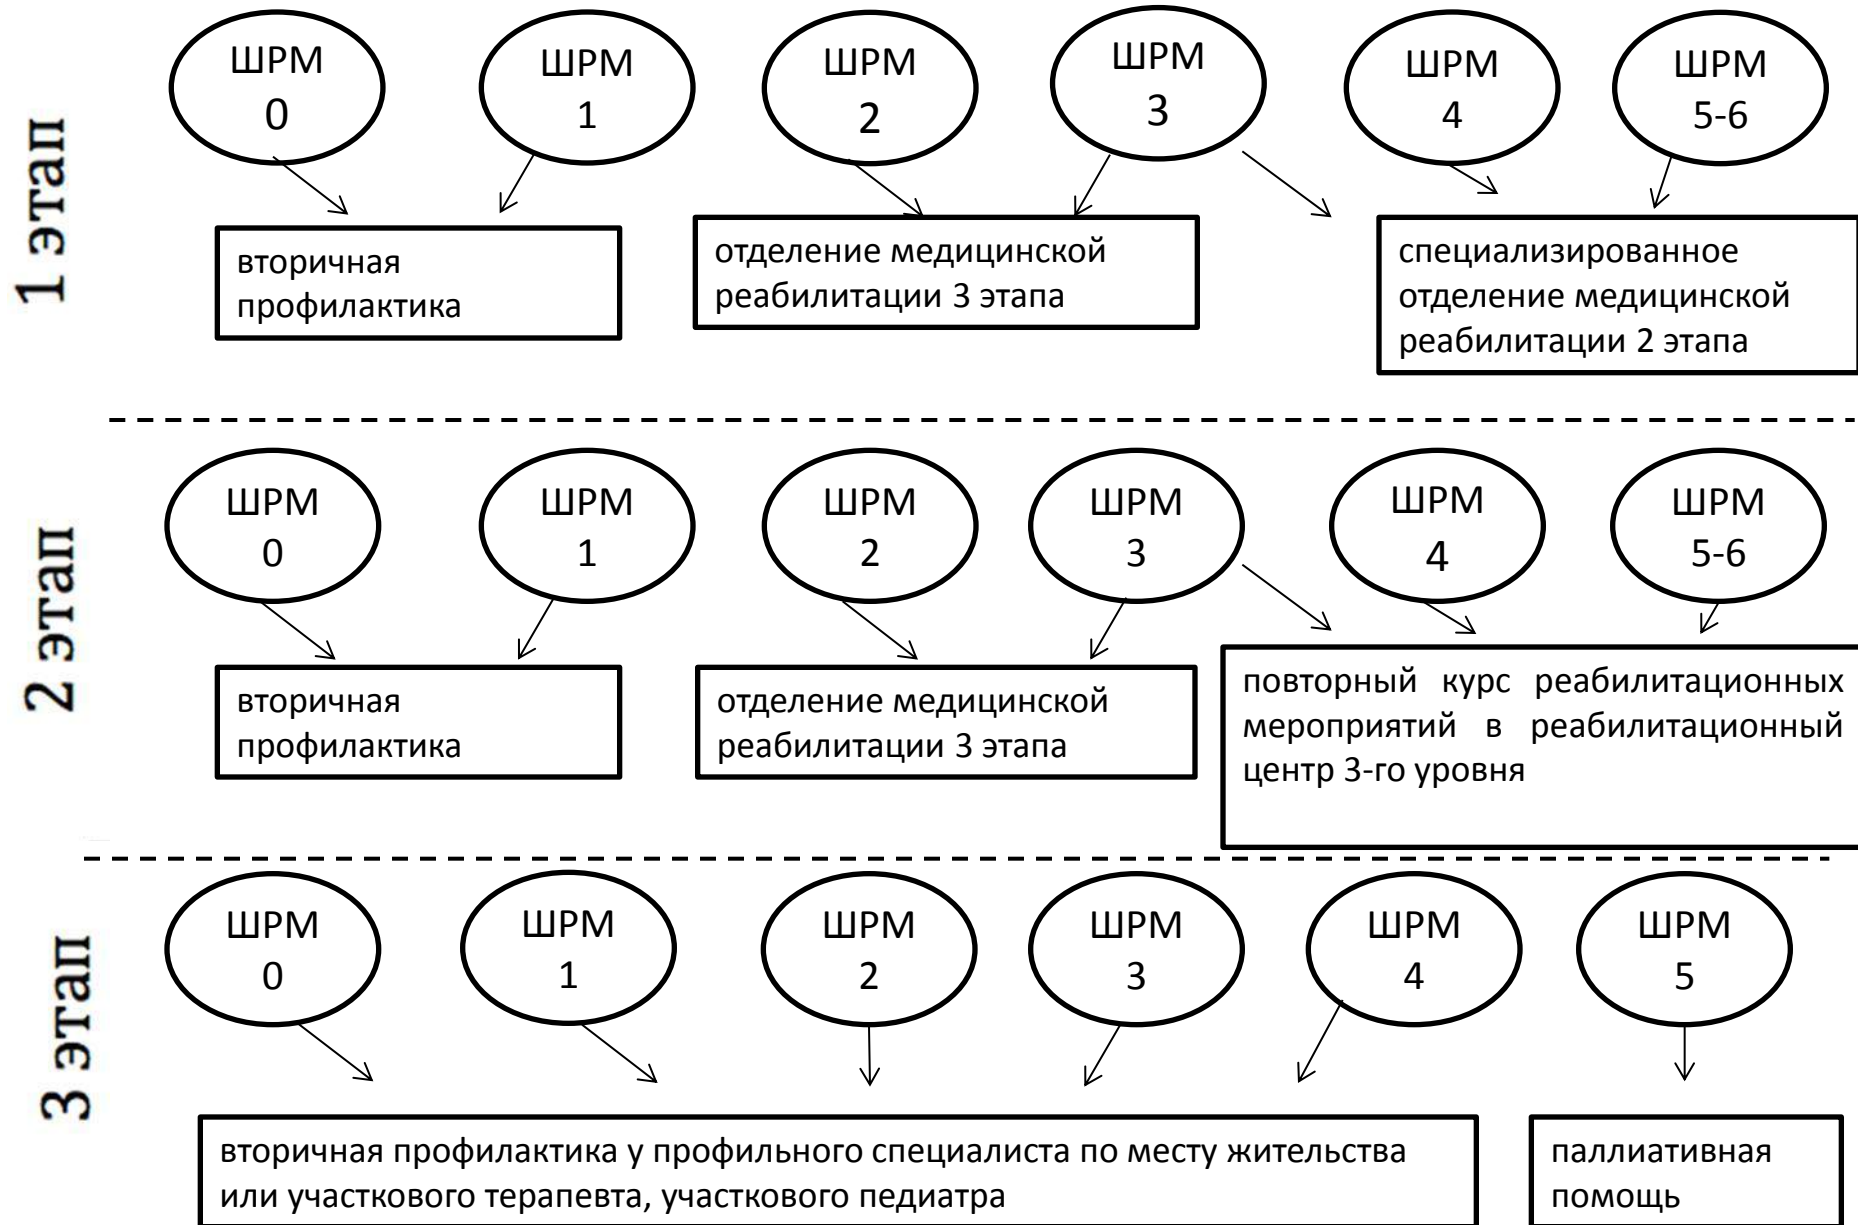 1 этап
ШРМ
0
ШРМ
1
ШРМ
2
ШРМ
3
ШРМ
4
ШРМ
5-6
вторичная
профилактика
отделение медицинской
реабилитации 3 этапа
специализированное
отделение медицинской
реабилитации 2 этапа
2 этап
ШРМ
0
ШРМ
1
ШРМ
2
ШРМ
3
ШРМ
4
ШРМ
5-6
вторичная
профилактика
отделение медицинской
реабилитации 3 этапа
повторный курс реабилитационных
мероприятий в реабилитационный
центр 3-го уровня
3 этап
ШРМ
0
ШРМ
1
ШРМ
2
ШРМ
3
ШРМ
4
ШРМ
5
вторичная профилактика у профильного специалиста по месту жительства
или участкового терапевта, участкового педиатра
паллиативная
помощь